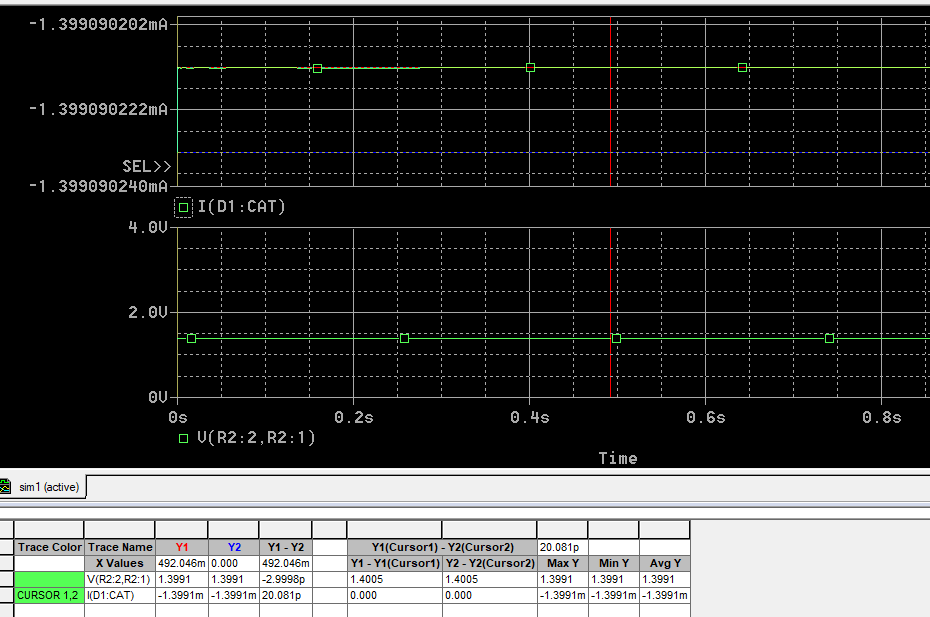 -1.399090202mA
-1.399090222mA
SEL>>
-1.399090240mA
I(D1:CAT)
4.0V
2.0V
0V
0s 0.2s 0.4s 0.6s 0.8s
V(R2:2,R2:1)
Time
sim1 (active)
Trace Color Trace Name Y1 Y2 Y1 - Y2 Y1(Cursor1) - Y2(Cursor2) 20.081p
X Values 492.046m 0.000 492.046m Y1 - Y1(Cursor1) Y2 - Y2(Cursor2) Max Y Min Y Avg Y
V(R2:2,R2:1) 1.3991 1.3991 -2.9998p 1.4005 1.4005 1.3991 1.3991 1.3991
CURSOR 1,2 I(D1:CAT) -1.3991m -1.3991m 20.081p 0.000 0.000 -1.3991m -1.3991m -1.3991m